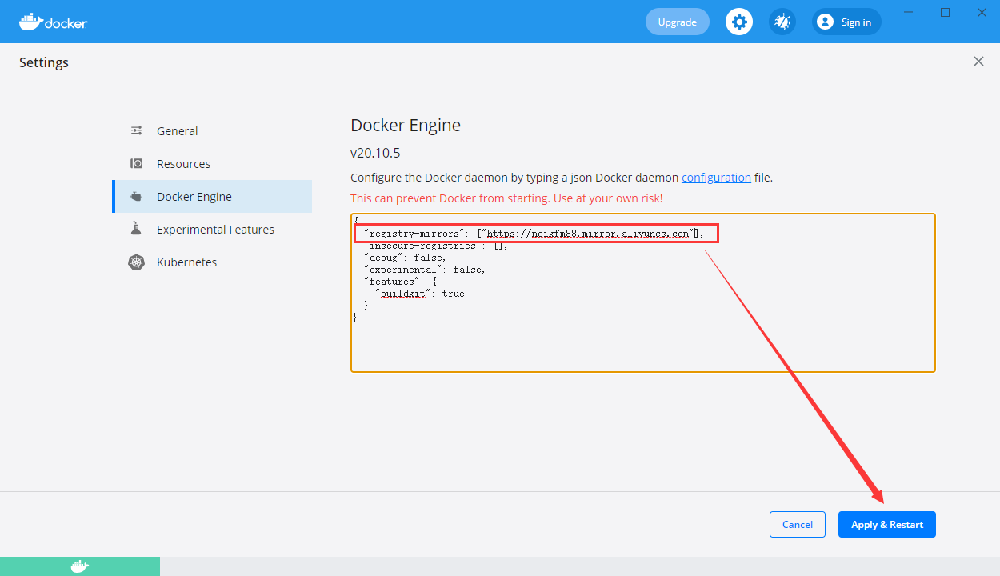 docker
Upgrade
Sign in
Settings
General
Resources
Docker Engine
Experimental Features
Kubernetes
Docker Engine
v20.10.5
Configure the Docker daemon by typing a json Docker daemon configuration file.
This can prevent Docker from starting. Use at your own risk!
{
"registry-mirrors": ["https://ncikfm88.mirror.aliyuncs.com"],
"insecure-registries": [],
"debug": false,
"experimental": false,
"features": {
"buildkit": true
}
}
Cancel
Apply & Restart